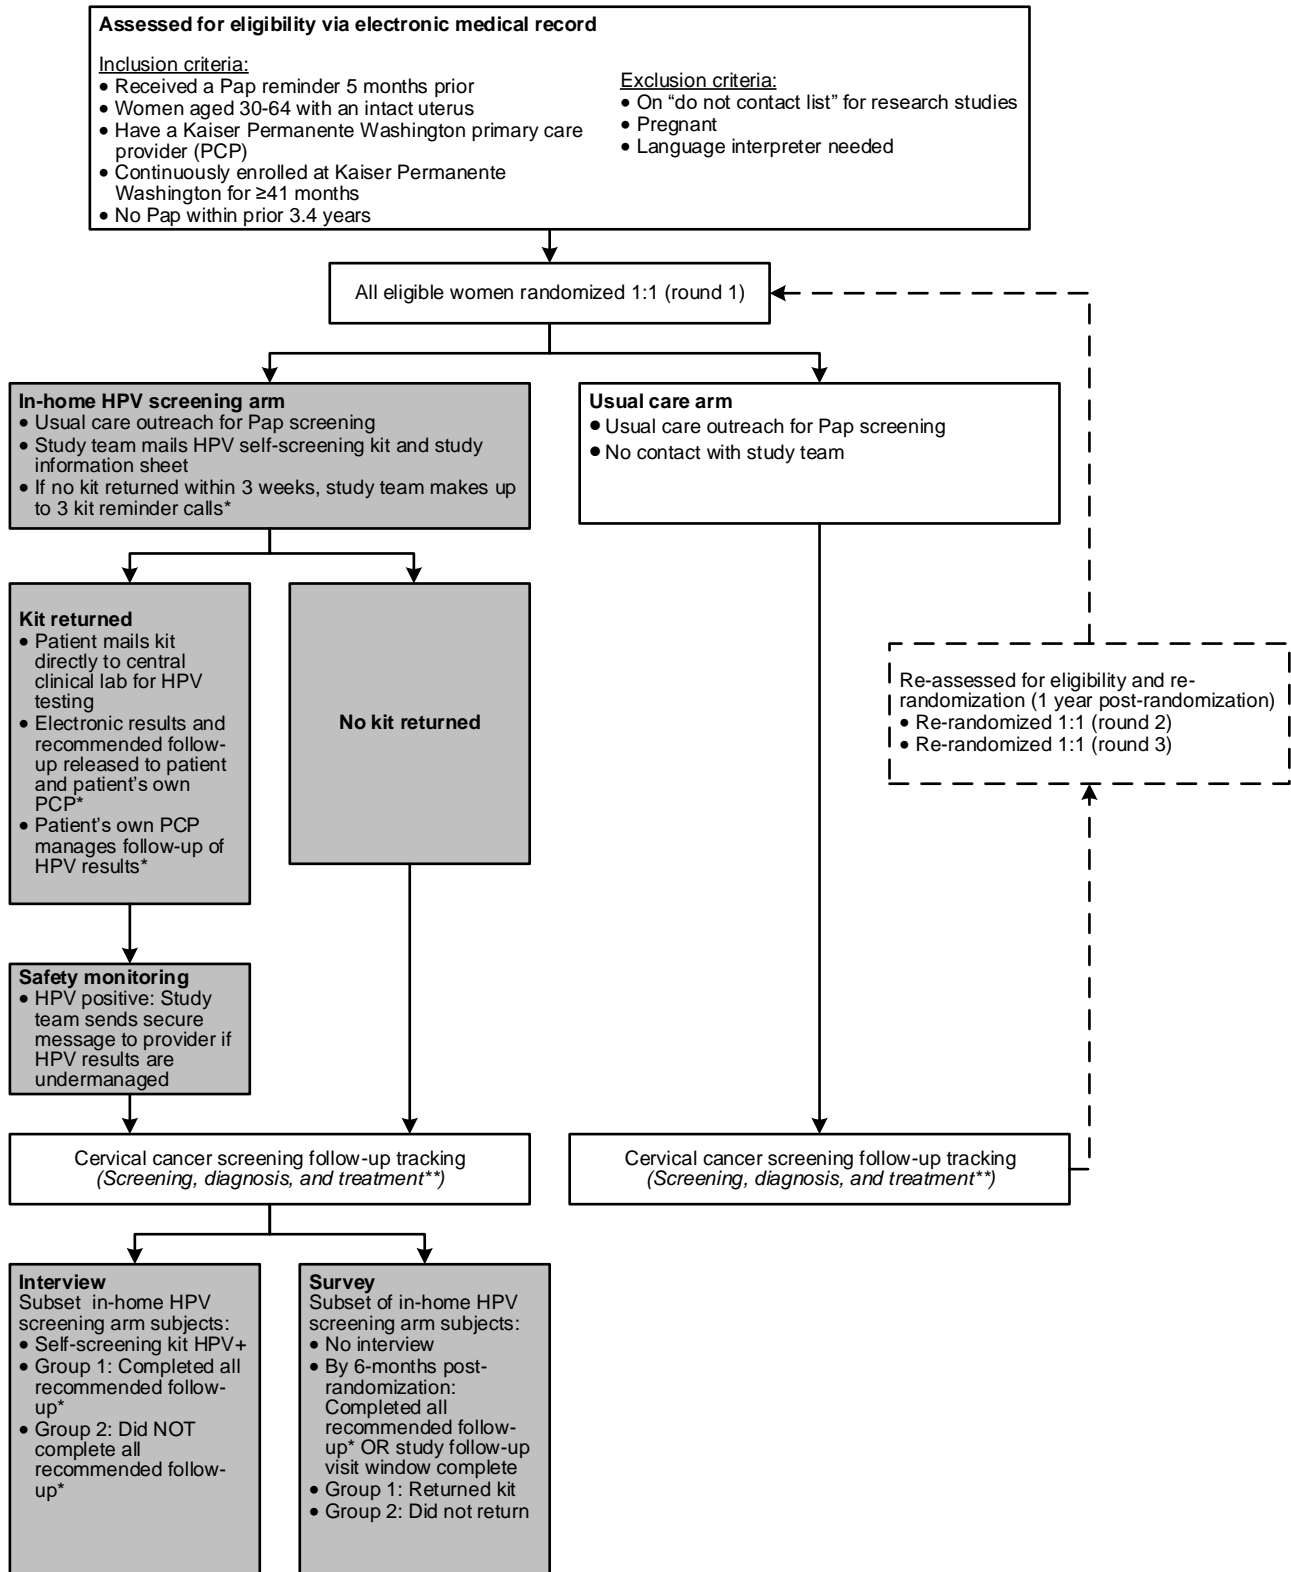 Assessed for eligibility via electronic medical record
Inclusion criteria:
• Received a Pap reminder 5 months prior
• Women aged 30-64 with an intact uterus
• Have a Kaiser Permanente Washington primary care
provider (PCP)
• Continuously enrolled at Kaiser Permanente
Washington for ≥41 months
• No Pap within prior 3.4 years
Exclusion criteria:
• On “do not contact list” for research studies
• Pregnant
• Language interpreter needed
All eligible women randomized 1:1 (round 1)
In-home HPV screening arm
• Usual care outreach for Pap screening
• Study team mails HPV self-screening kit and study
information sheet
• If no kit returned within 3 weeks, study team makes up
to 3 kit reminder calls*
Usual care arm
• Usual care outreach for Pap screening
• No contact with study team
Kit returned
• Patient mails kit
directly to central
clinical lab for HPV
testing
• Electronic results and
recommended follow-
up released to patient
and patient’s own
PCP*
• Patient’s own PCP
manages follow-up of
HPV results*
No kit returned
Re-assessed for eligibility and re-
randomization (1 year post-randomization)
• Re-randomized 1:1 (round 2)
• Re-randomized 1:1 (round 3)
Safety monitoring
• HPV positive: Study
team sends secure
message to provider if
HPV results are
undermanaged
Cervical cancer screening follow-up tracking
(Screening, diagnosis, and treatment**)
Cervical cancer screening follow-up tracking
(Screening, diagnosis, and treatment**)
Interview
Subset in-home HPV
screening arm subjects:
• Self-screening kit HPV+
• Group 1: Completed all
recommended follow-
up*
• Group 2: Did NOT
complete all
recommended follow-
up*
Survey
Subset of in-home HPV
screening arm subjects:
• No interview
• By 6-months post-
randomization:
Completed all
recommended follow-
up* OR study follow-up
visit window complete
• Group 1: Returned kit
• Group 2: Did not return